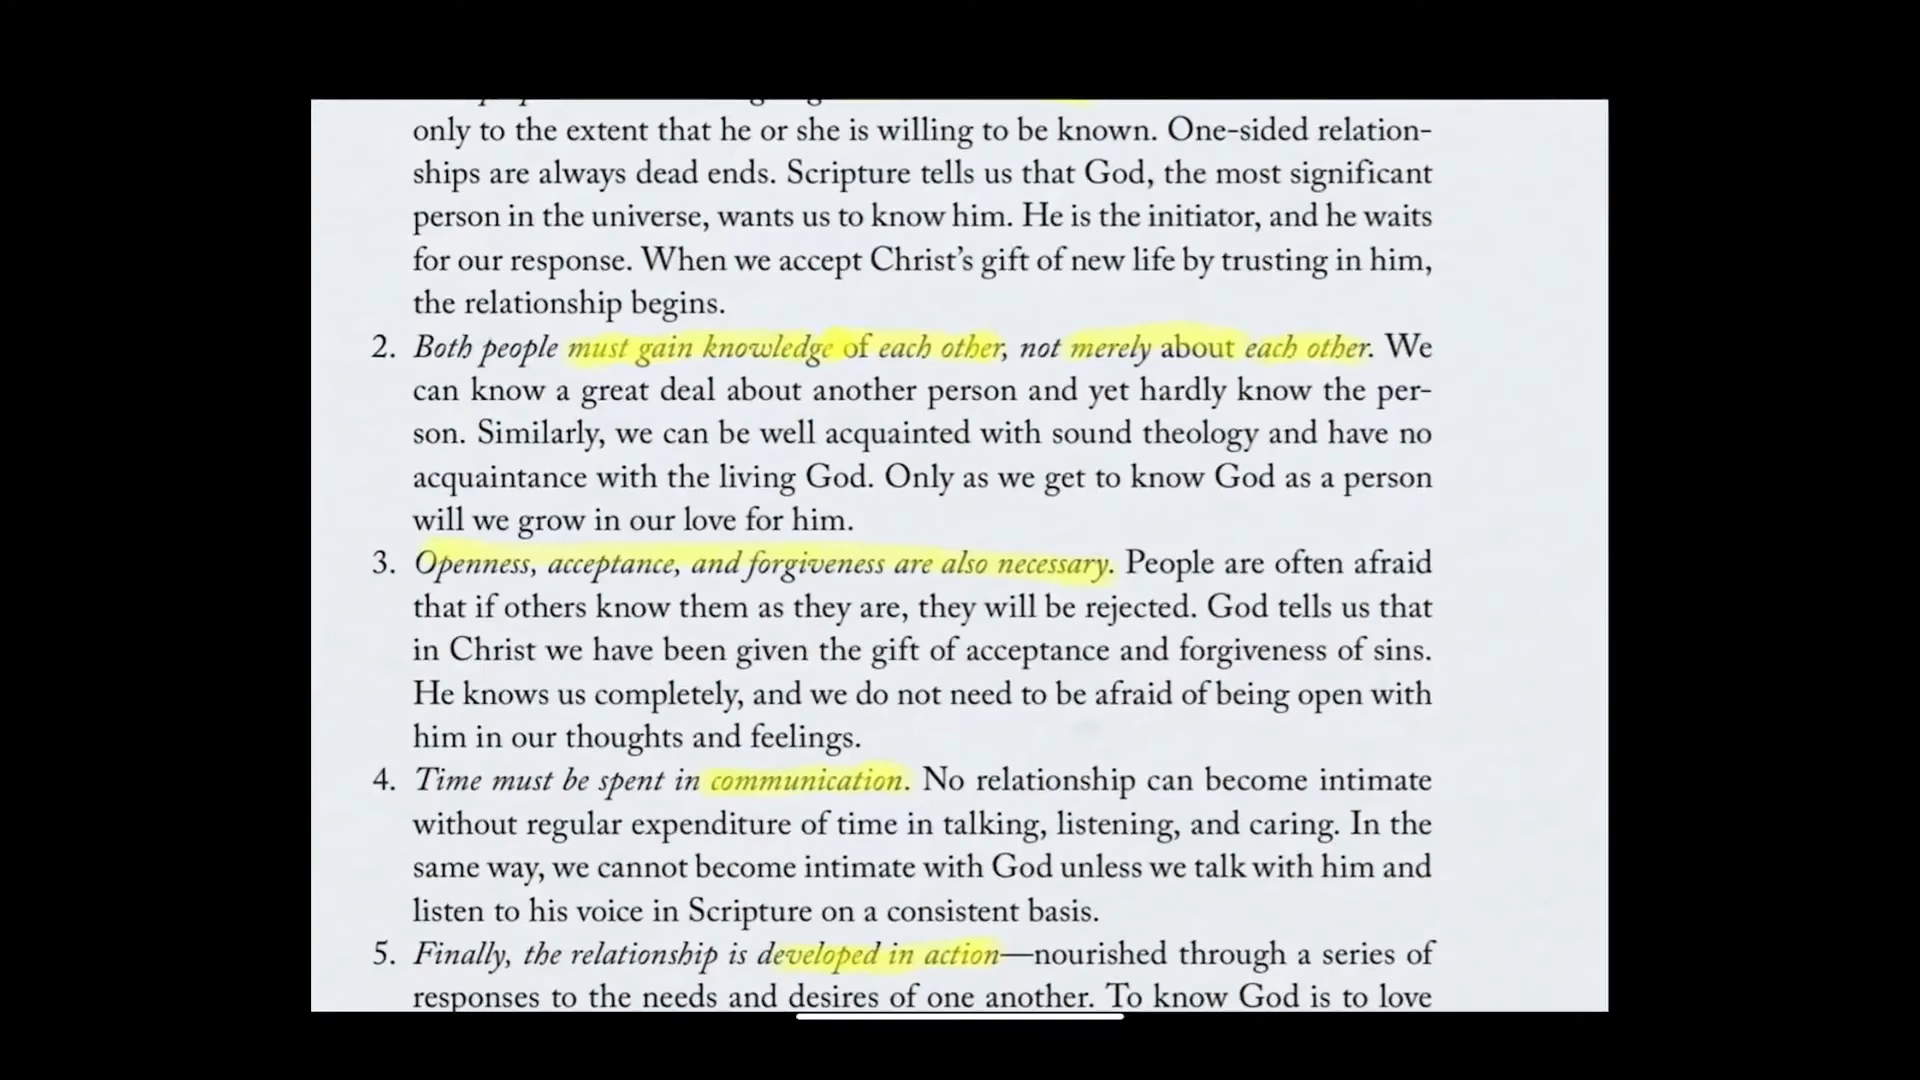 only to the extent that he or she is willing to be known. One-sided relation-
ships are always dead ends. Scripture tells us that God, the most significant
person in the universe, wants us to know him. He is the initiator, and he waits
for our response. When we accept Christ’s gift of new life by trusting in him,
the relationship begins.
2. Both people must gain knowledge of each other, not merely about each other. We
can know a great deal about another person and yet hardly know the per-
son. Similarly, we can be well acquainted with sound theology and have no
acquaintance with the living God. Only as we get to know God as a person
will we grow in our love for him.
3. Openness, acceptance, and forgiveness are also necessary. People are often afraid
that if others know them as they are, they will be rejected. God tells us that
in Christ we have been given the gift of acceptance and forgiveness of sins.
He knows us completely, and we do not need to be afraid of being open with
him in our thoughts and feelings.
4. Time must be spent in communication. No relationship can become intimate
without regular expenditure of time in talking, listening, and caring. In the
same way, we cannot become intimate with God unless we talk with him and
listen to his voice in Scripture on a consistent basis.
5. Finally, the relationship is developed in action—nourished through a series of
responses to the needs and desires of one another. To know God is to love